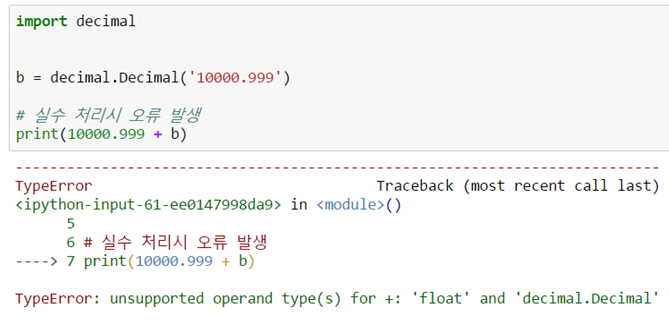 import decimal
b = decimal.Decimal('10000.999')
# 실수 처리시 오류 발생
print(10000.999 + b)
---------------------------------------------------------------------------
TypeError                                 Traceback (most recent call last)
<ipython-input-61-ee0147998da9> in <module>()
      5
      6 # 실수 처리시 오류 발생
----> 7 print(10000.999 + b)
TypeError: unsupported operand type(s) for +: 'float' and 'decimal.Decimal'